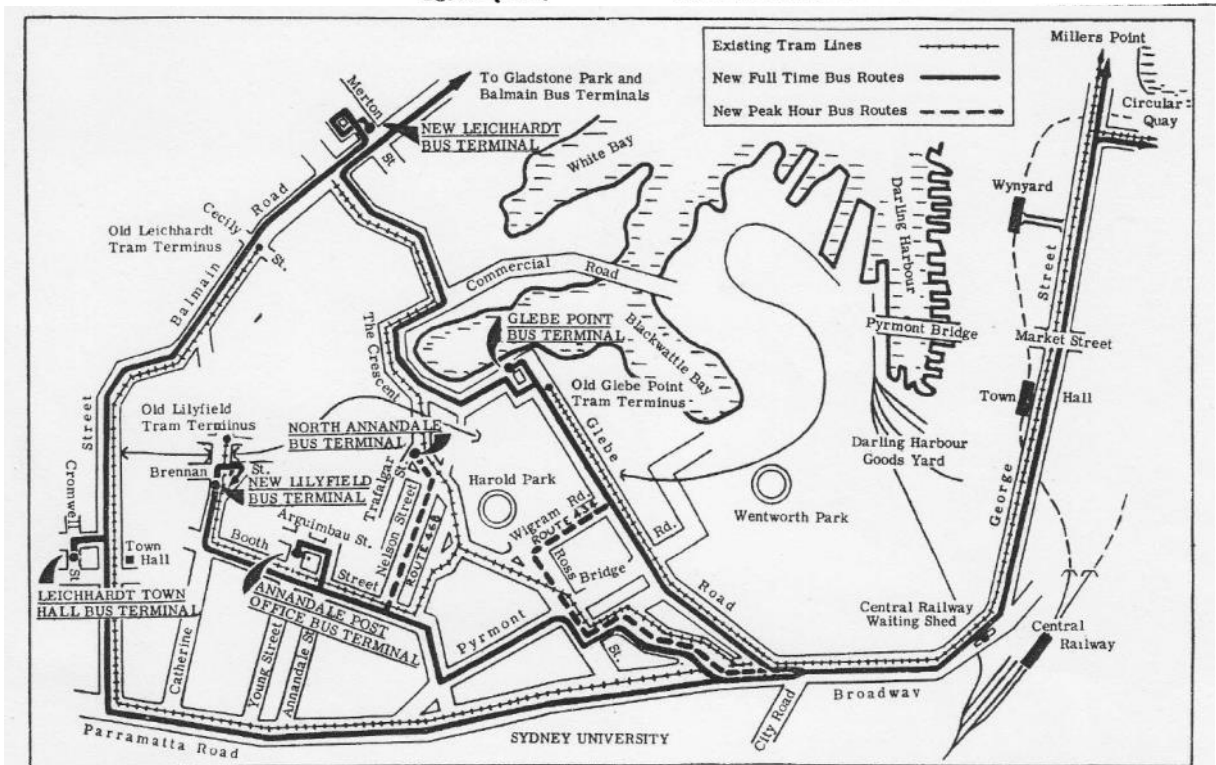 Existing Tram Lines
New Full Time Bus Routes
New Peak Hour Bus Routes
Millers Point
Circular
Quay
To Gladstone Park and
Balmain Bus Terminals
Merton
St.
NEW LEICHHARDT
BUS TERMINAL
White Bay
Wynyard
Darling
Harbour
Cecily
St.
Balmain Road
Old Leichhardt
Tram Terminus
Commercial Road
The Crescent
GLEBE POINT
BUS TERMINAL
Blackwattle
Bay
Pyrmont Bridge
Street
Market Street
Old Glebe Point
Tram Terminus
Town Hall
Old Lilyfield
Tram Terminus
NORTH ANNANDALE
BUS TERMINAL
Glebe
Rd.
Road
Darling Harbour
Goods Yard
Street
Cromwell
St
Brennan
St.
NEW LILYFIELD
BUS TERMINAL
Trafalgar
St
Harold Park
Wigram Rd.
ROUTE 432
Wentworth Park
George
Arguimbau St.
Nelson Street
ROUTE 468
Ross
St.
Bridge
Town
Hall
Booth
Street
LEICHHARDT TOWN
HALL BUS TERMINAL
ANNANDALE POST
OFFICE BUS TERMINAL
Pyrmont
Central Railway
Waiting Shed
Central
Railway
Catherine
Young Street
Annandale St
Broadway
City Road
Parramatta Road
SYDNEY UNIVERSITY